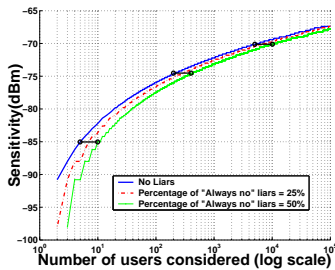 −65
−70
−75
−80
−85
−90
−95
−100
Sensitivity(dBm)
No Liars
Percentage of "Always no" liars = 25%
Percentage of "Always no" liars = 50%
10^0 10^1 10^2 10^3 10^4 10^5
Number of users considered (log scale)